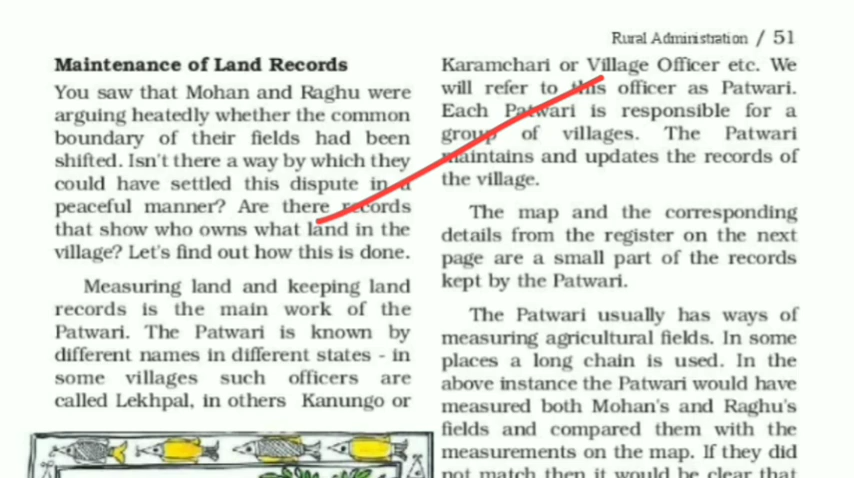 Rural Administration / 51
Maintenance of Land Records
You saw that Mohan and Raghu were
arguing heatedly whether the common
boundary of their fields had been
shifted. Isn't there a way by which they
could have settled this dispute in a
peaceful manner? Are there records
that show who owns what land in the
village? Let's find out how this is done.
Measuring land and keeping land
records is the main work of the
Patwari. The Patwari is known by
different names in different states - in
some villages such officers are
called Lekhpal, in others Kanungo or
Karamchari or Village Officer etc. We
will refer to this officer as Patwari.
Each Patwari is responsible for a
group of villages. The Patwari
maintains and updates the records of
the village.
The map and the corresponding
details from the register on the next
page are a small part of the records
kept by the Patwari.
The Patwari usually has ways of
measuring agricultural fields. In some
places a long chain is used. In the
above instance the Patwari would have
measured both Mohan's and Raghu's
fields and compared them with the
measurements on the map. If they did
not match then it would be clear that